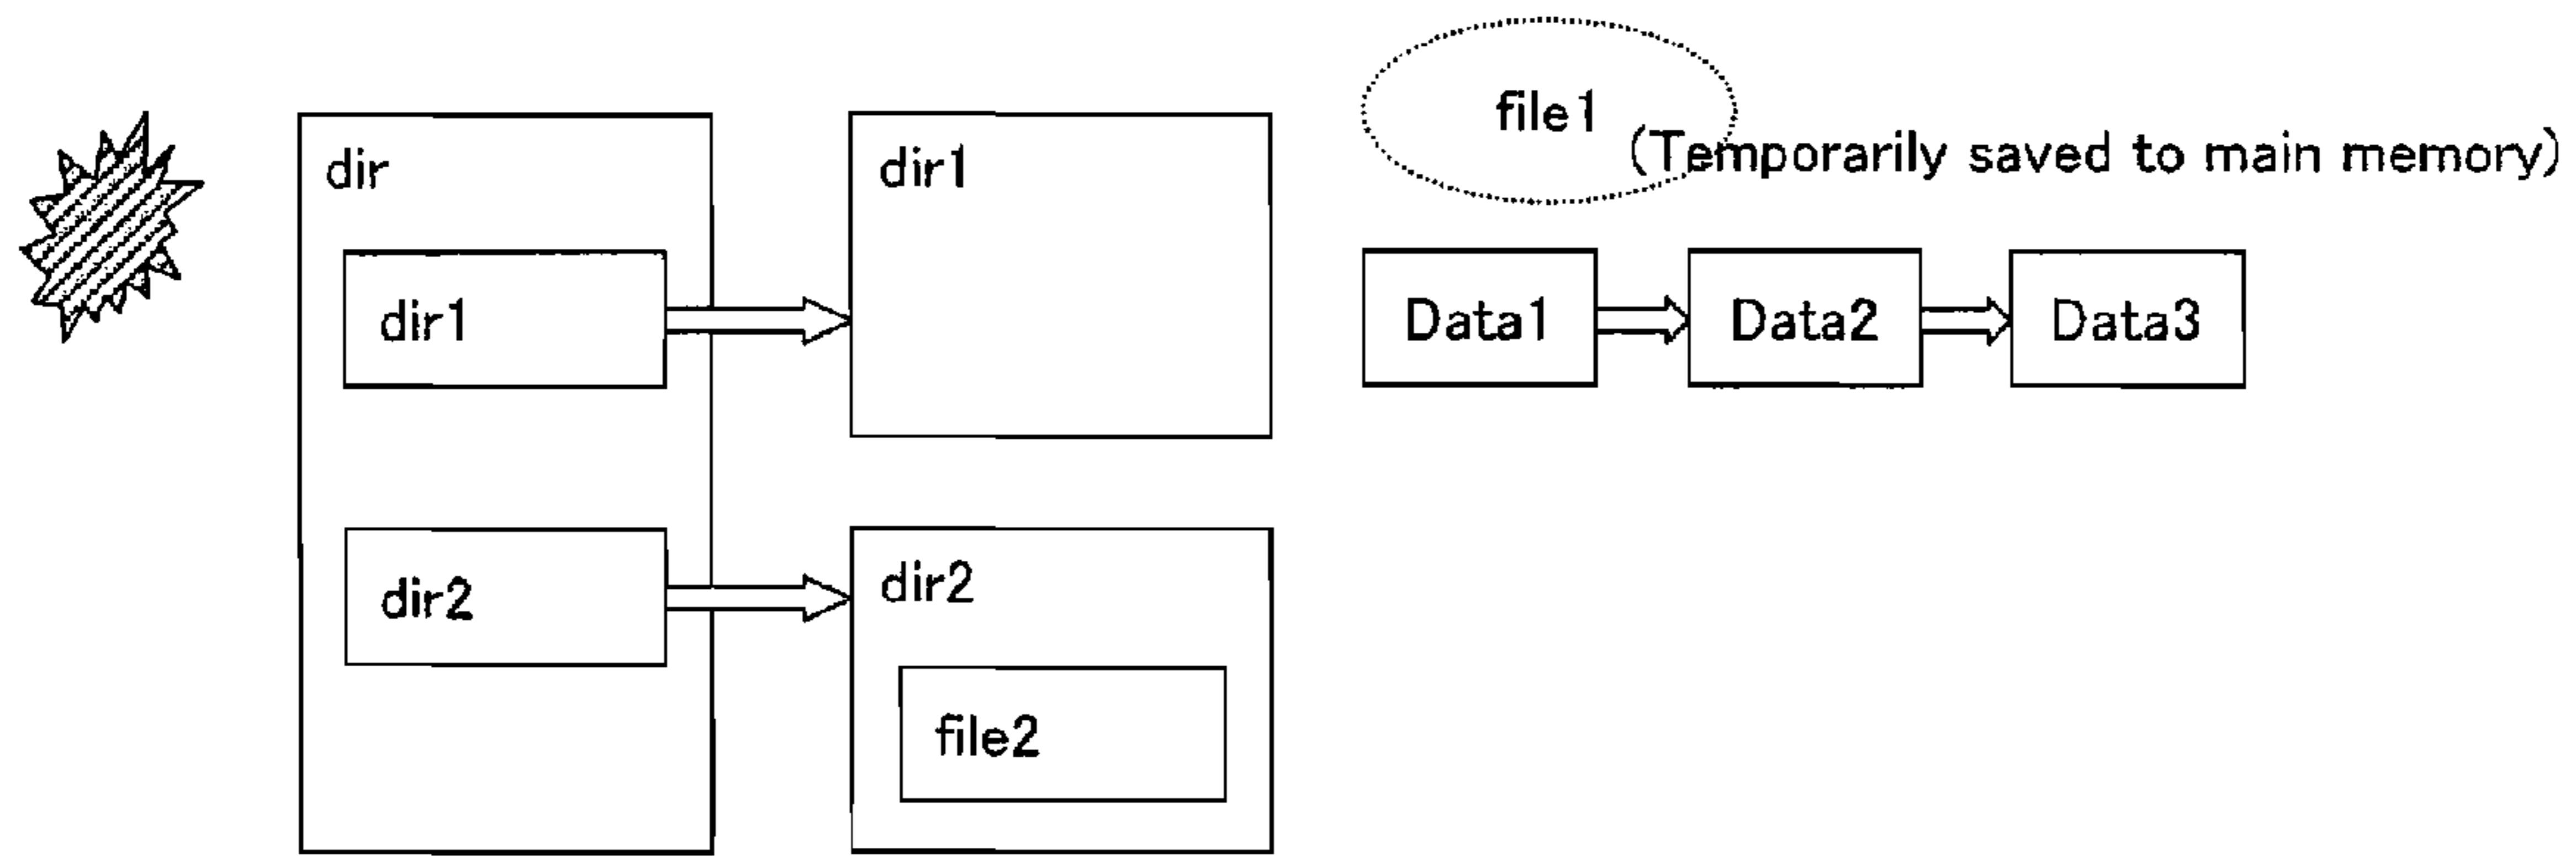 file1
(Temporarily saved to main memory)
dir
dir1
dir1
Data1
Data2
Data3
dir2
dir2
file2